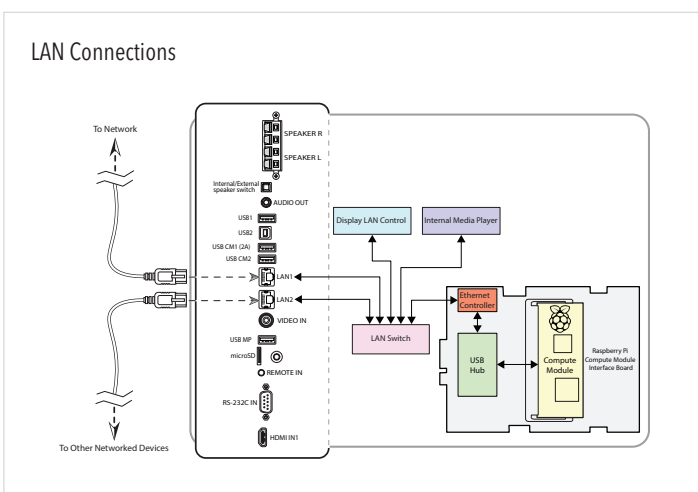 LAN Connections
To Network
SPEAKER R
SPEAKER L
Internal/External
speaker switch
AUDIO OUT
USB1
USB2
USB CM1 (2A)
USB CM2
LAN1
LAN2
VIDEO IN
USB MP
microSD
REMOTE IN
RS-232C IN
HDMI IN1
To Other Networked Devices
Display LAN Control
Internal Media Player
LAN Switch
Ethernet
Controller
USB
Hub
Compute
Module
Raspberry Pi
Compute Module
Interface Board